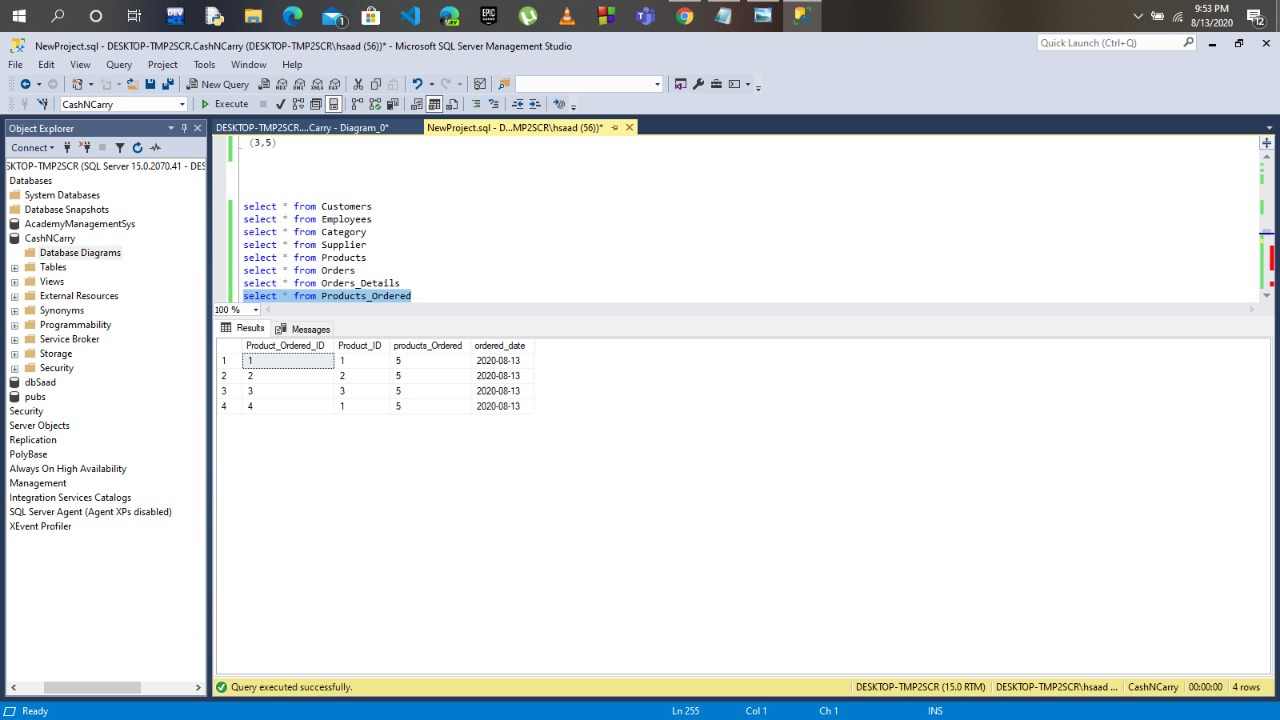 9:53 PM
8/13/2020
1
12
EPIC
GAMES
DEV
NewProject.sql - DESKTOP-TMP2SCR.CashNCarry (DESKTOP-TMP2SCR\hsaad (56))* - Microsoft SQL Server Management Studio
Quick Launch (Ctrl+Q)
File Edit View Query Project Tools Window Help
New Query
CashNCarry Execute
Object Explorer
DESKTOP-TMP2SCR....Carry - Diagram_0*
NewProject.sql - D...MP2SCR\hsaad (56))*
Connect
SKTOP-TMP2SCR (SQL Server 15.0.2070.41 - DES
Databases
System Databases
Database Snapshots
AcademyManagementSys
CashNCarry
Database Diagrams
Tables
Views
External Resources
Synonyms
Programmability
Service Broker
Storage
Security
dbSaad
pubs
Security
Server Objects
Replication
PolyBase
Always On High Availability
Management
Integration Services Catalogs
SQL Server Agent (Agent XPs disabled)
XEvent Profiler
(3,5)
select * from Customers
select * from Employees
select * from Category
select * from Supplier
select * from Products
select * from Orders
select * from Orders_Details
select * from Products_Ordered
100 %
Results Messages
Product_Ordered_ID Product_ID products_Ordered ordered_date
1 1 1 5 2020-08-13
2 2 2 5 2020-08-13
3 3 3 5 2020-08-13
4 4 1 5 2020-08-13
Query executed successfully.
DESKTOP-TMP2SCR (15.0 RTM) DESKTOP-TMP2SCR\hsaad ... CashNCarry 00:00:00 4 rows
Ready Ln 255 Col 1 Ch 1 INS